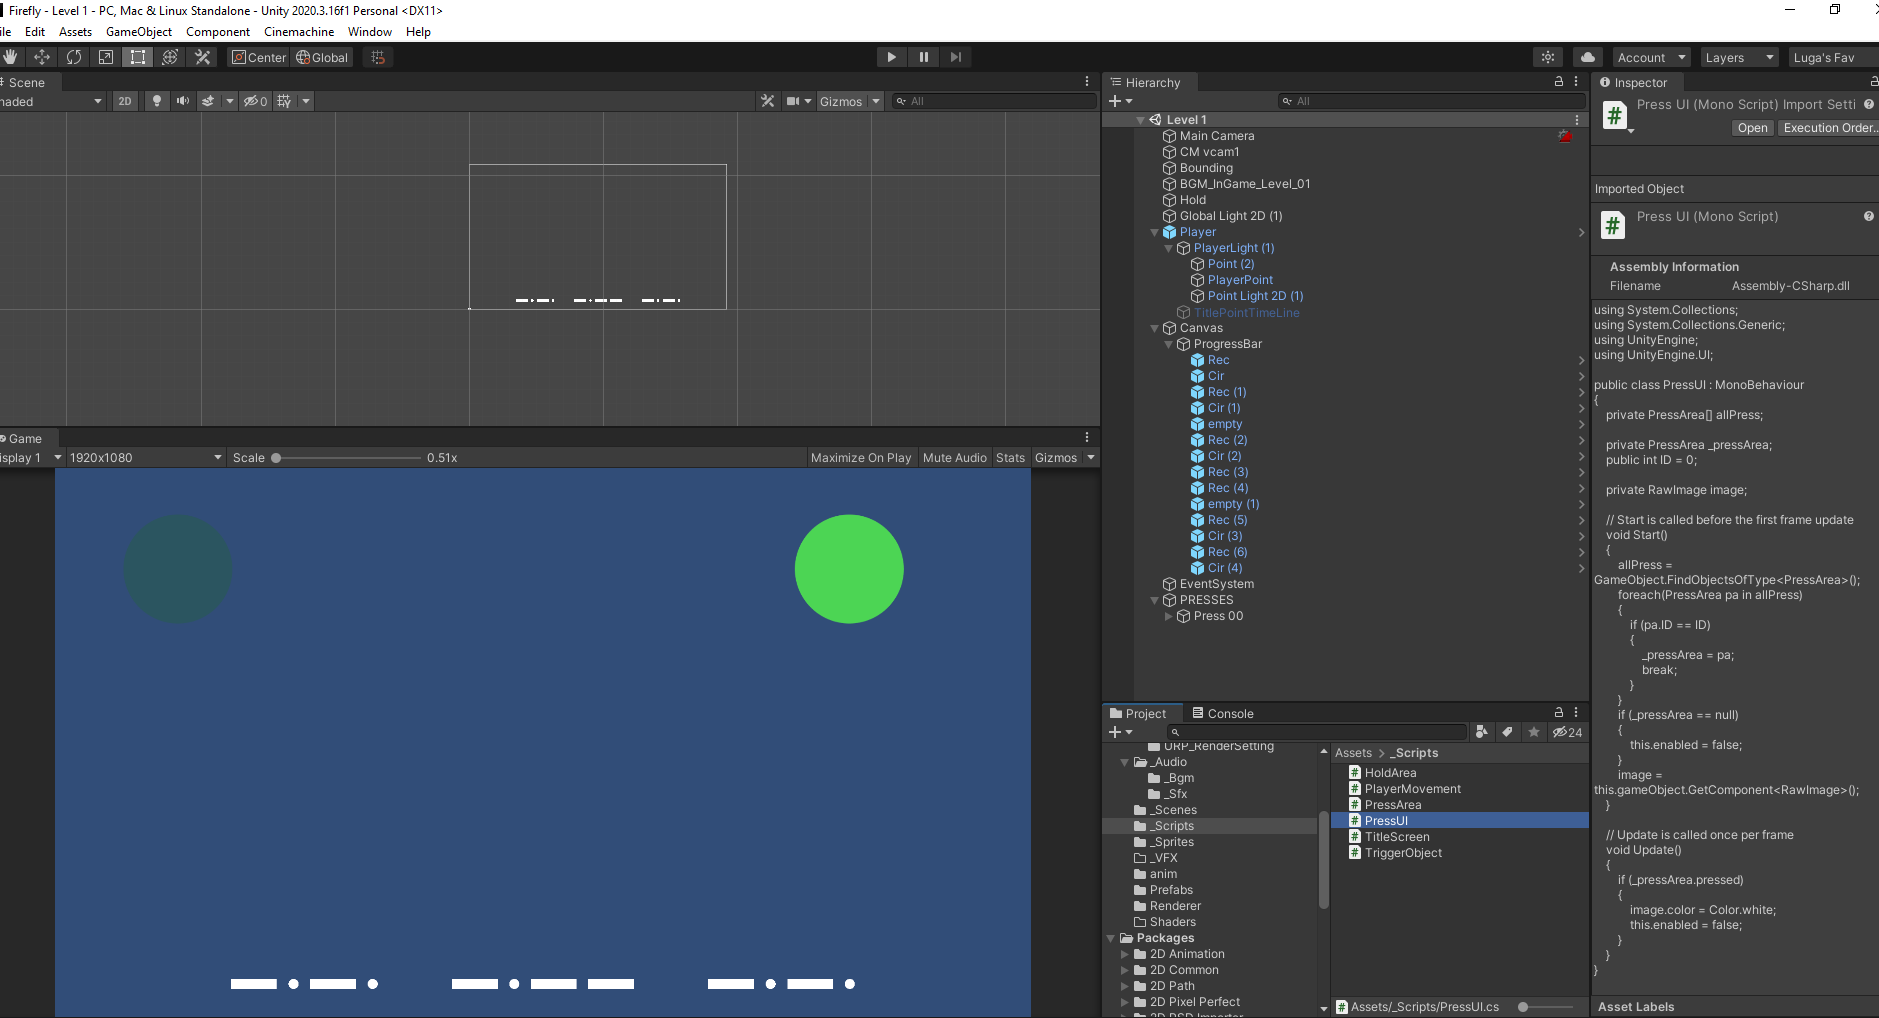 Firefly - Level 1 - PC, Mac & Linux Standalone - Unity 2020.3.16f1 Personal <DX11>
ile Edit Assets GameObject Component Cinemachine Window Help
Center Global
Account Layers Luga's Fav
Scene
haded 2D 0 Gizmos All
Game
isplay 1 1920x1080 Scale 0.51x Maximize On Play Mute Audio Stats Gizmos
Hierarchy
All
Level 1
Main Camera
CM vcam1
Bounding
BGM_InGame_Level_01
Hold
Global Light 2D (1)
Player
PlayerLight (1)
Point (2)
PlayerPoint
Point Light 2D (1)
TitlePointTimeLine
Canvas
ProgressBar
Rec
Cir
Rec (1)
Cir (1)
empty
Rec (2)
Cir (2)
Rec (3)
Rec (4)
empty (1)
Rec (5)
Cir (3)
Rec (6)
Cir (4)
EventSystem
PRESSES
Press 00
Project Console
24
URP_RenderSetting
_Audio
_Bgm
_Sfx
_Scenes
_Scripts
_Sprites
_VFX
anim
Prefabs
Renderer
Shaders
Packages
2D Animation
2D Common
2D Path
2D Pixel Perfect
2D PSD Importer
Assets > _Scripts
HoldArea
PlayerMovement
PressArea
PressUI
TitleScreen
TriggerObject
Assets/_Scripts/PressUI.cs
Inspector
Press UI (Mono Script) Import Setti
Open Execution Order..
Imported Object
Press UI (Mono Script)
Assembly Information
Filename Assembly-CSharp.dll
using System.Collections;
using System.Collections.Generic;
using UnityEngine;
using UnityEngine.UI;
public class PressUI : MonoBehaviour
{
private PressArea[] allPress;
private PressArea _pressArea;
public int ID = 0;
private RawImage image;
// Start is called before the first frame update
void Start()
{
allPress =
GameObject.FindObjectsOfType<PressArea>();
foreach(PressArea pa in allPress)
{
if (pa.ID == ID)
{
_pressArea = pa;
break;
}
}
if (_pressArea == null)
{
this.enabled = false;
}
image =
this.gameObject.GetComponent<RawImage>();
}
// Update is called once per frame
void Update()
{
if (_pressArea.pressed)
{
image.color = Color.white;
this.enabled = false;
}
}
}
Asset Labels